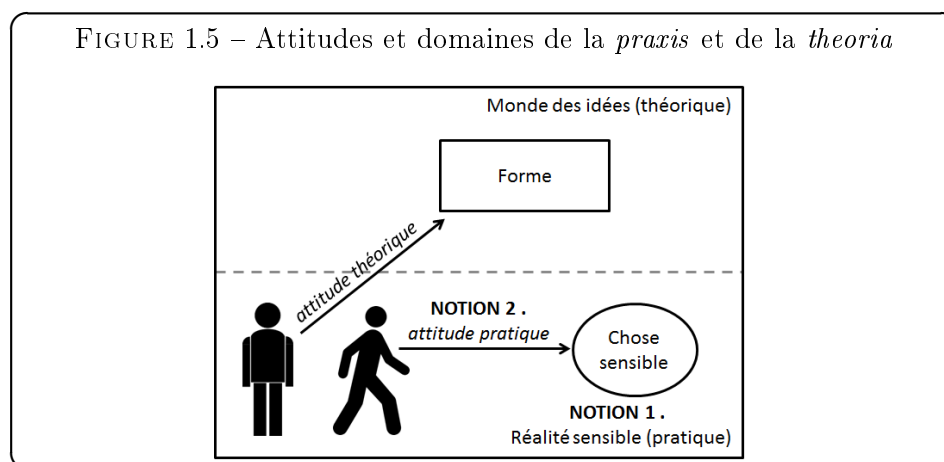 FIGURE 1.5 – Attitudes et domaines de la praxis et de la theoria
Monde des idées (théorique)
Forme
attitude théorique
NOTION 2 .
attitude pratique
Chose
sensible
NOTION 1 .
Réalité sensible (pratique)